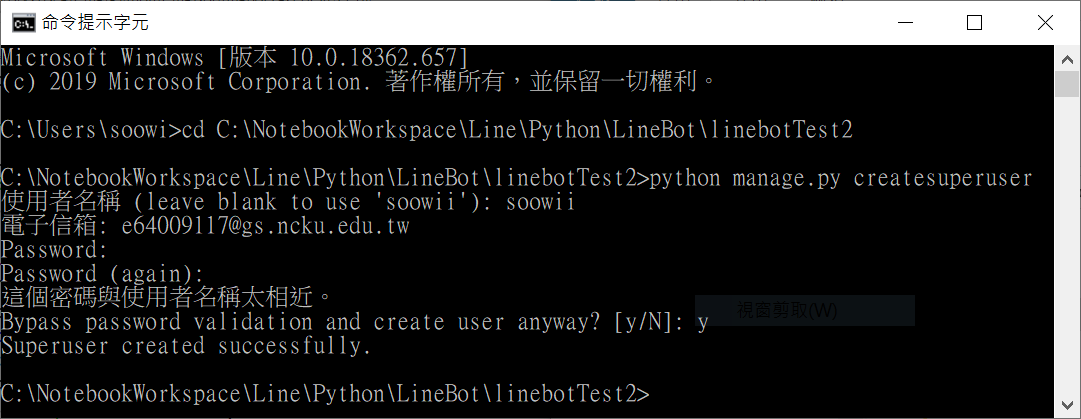 命令提示字元
Microsoft Windows [版本 10.0.18362.657]
(c) 2019 Microsoft Corporation. 著作權所有，並保留一切權利。
C:\Users\soowi>cd C:\NotebookWorkspace\Line\Python\LineBot\linebotTest2
C:\NotebookWorkspace\Line\Python\LineBot\linebotTest2>python manage.py createsuperuser
使用者名稱 (leave blank to use 'soowii'): soowii
電子信箱: e64009117@gs.ncku.edu.tw
Password:
Password (again):
這個密碼與使用者名稱太相近。
視窗剪取(W)
Bypass password validation and create user anyway? [y/N]: y
Superuser created successfully.
C:\NotebookWorkspace\Line\Python\LineBot\linebotTest2>